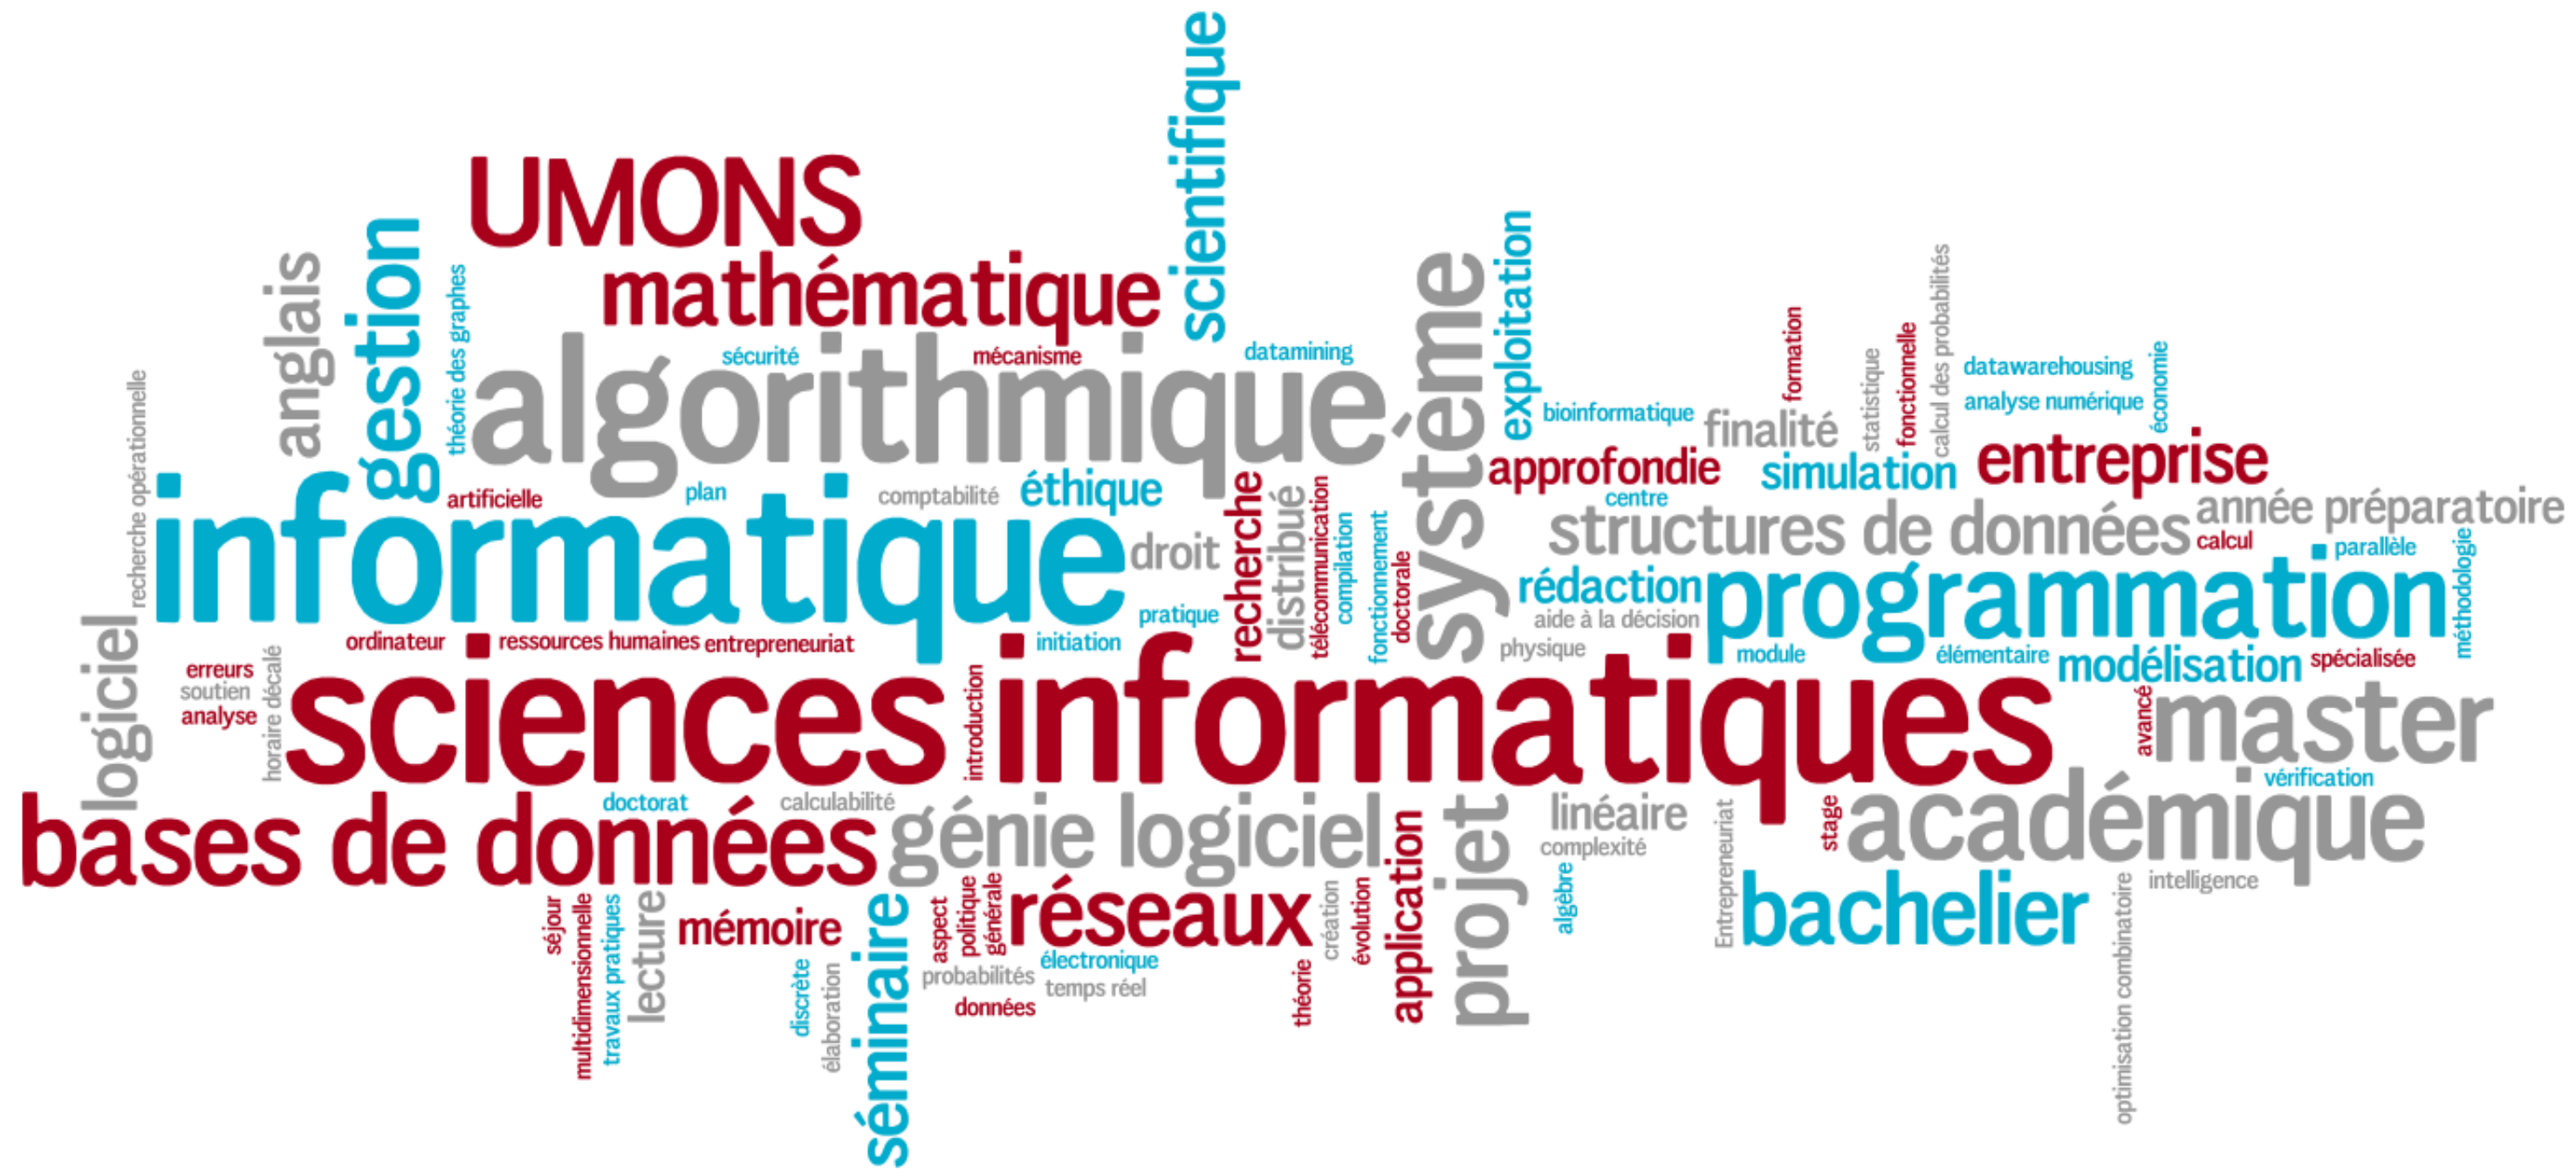 scientifique
UMONS
mathématique
anglais
gestion
théorie des graphes
sécurité
mécanisme
datamining
algorithmique
système
exploitation
bioinformatique
formation
finalité
statistique
fonctionnelle
calcul des probabilités
datawarehousing
analyse numérique
économie
recherche opérationnelle
approfondie
simulation
entreprise
centre
artificielle
plan
comptabilité
éthique
informatique
droit
recherche
distribué
télécommunication
compilation
fonctionnement
doctorale
structures de données
année préparatoire
calcul
parallèle
méthodologie
rédaction
programmation
aide à la décision
physique
pratique
logiciel
ordinateur
ressources humaines
entrepreneuriat
initiation
module
élémentaire
modélisation
spécialisée
erreurs
soutien
analyse
horaire décalé
sciences informatiques
introduction
avancé
master
vérification
doctorat
calculabilité
bases de données
génie logiciel
application
projet
linéaire
complexité
algèbre
Entrepreneuriat
stage
académique
intelligence
bachelier
optimisation combinatoire
séjour
multidimensionnelle
travaux pratiques
lecture
mémoire
discrète
élaboration
séminaire
aspect
politique
générale
réseaux
création
évolution
électronique
probabilités
temps réel
données
théorie